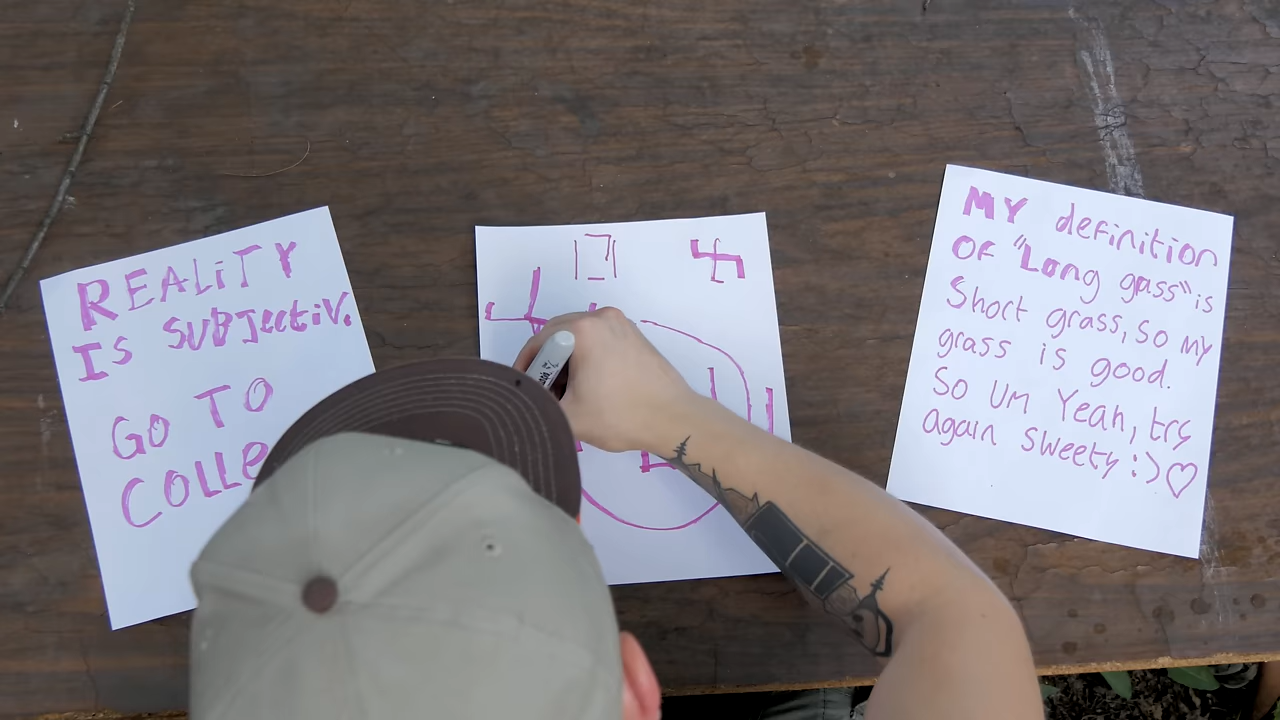 REALITY
IS SUBJectiV.
GO TO
COLLE
MY definition
OF "Long gass" is
Short grass, so my
grass is good.
So UM Yeah, try
again sweety :)♡